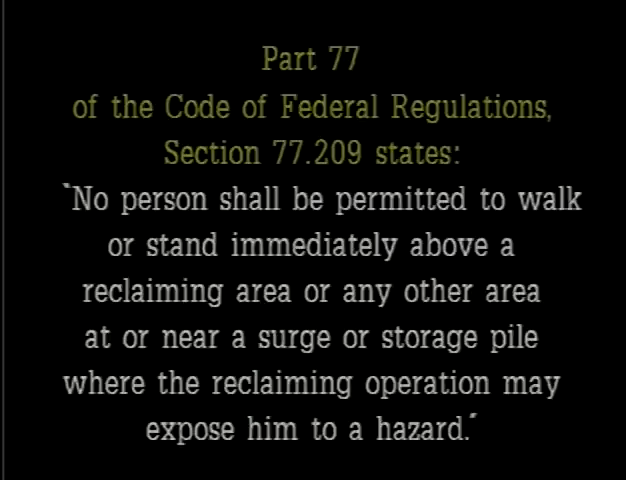 Part 77
of the Code of Federal Regulations,
Section 77.209 states:
"No person shall be permitted to walk
or stand immediately above a
reclaiming area or any other area
at or near a surge or storage pile
where the reclaiming operation may
expose him to a hazard."